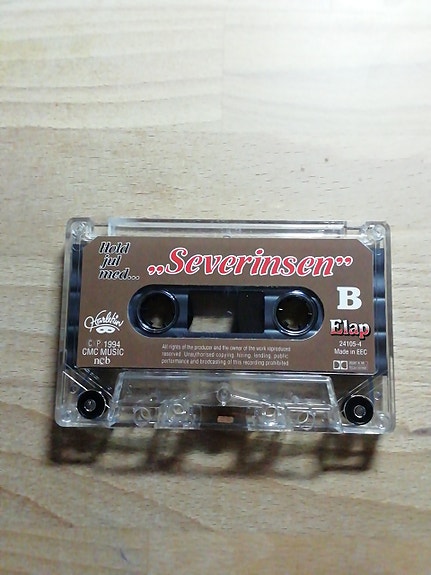 Hold
jul
med... „Severinsen”
B
Harlekin
Elap
© P 1994
CMC MUSIC
ncb
All rights of the producer and the owner of the work reproduced
reserved. Unauthorised copying, hiring, lending, public
performance and brodcasting of this recording prohibited
24105-4
Made in EEC